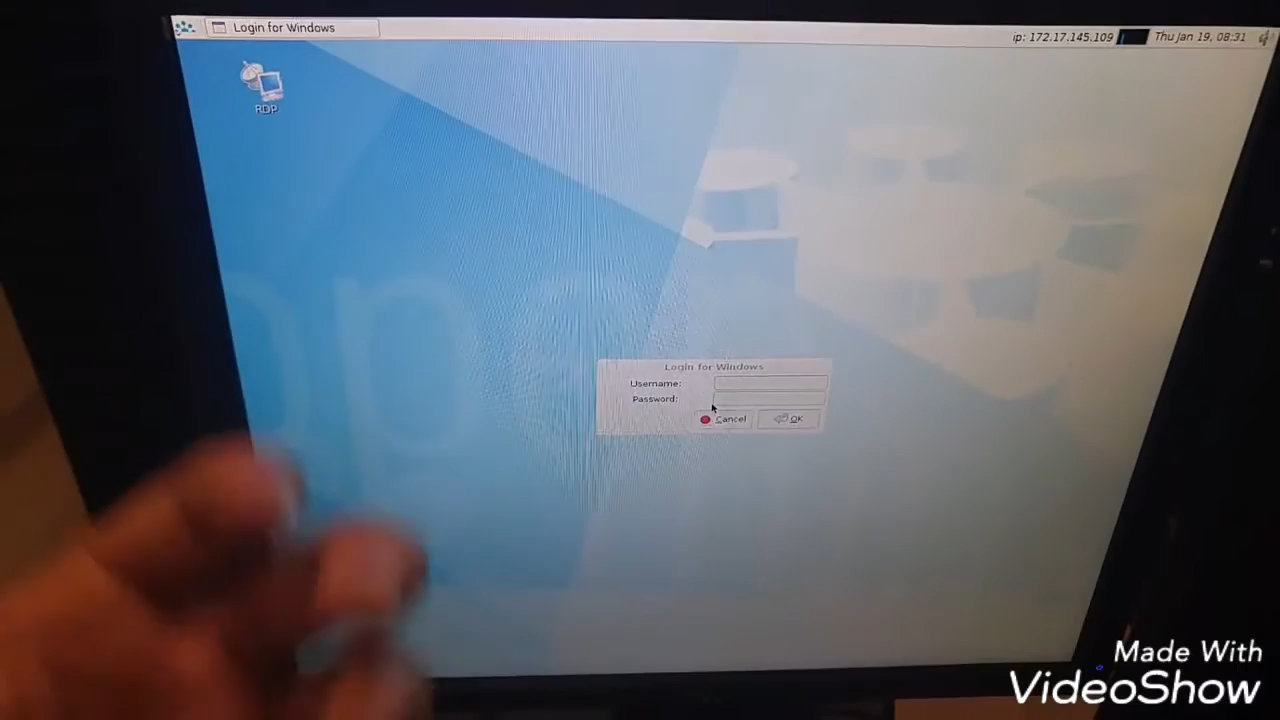 Login for Windows
ip: 172.17.145.109
Thu Jan 19, 08:31
RDP
Login for Windows
Username:
Password:
Cancel
OK
Made With
VideoShow